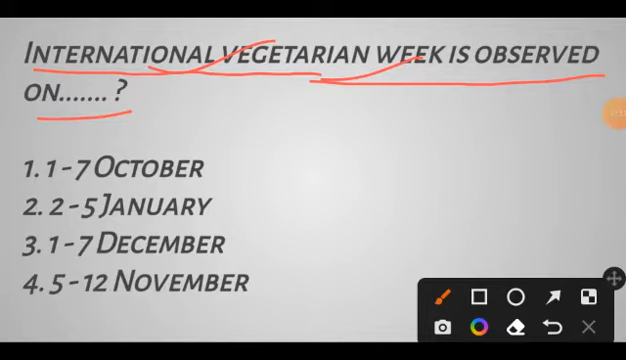 International vegetarian week is observed
on....... ?
1. 1 - 7 October
2. 2 - 5 January
3. 1 - 7 December
4. 5 - 12 November